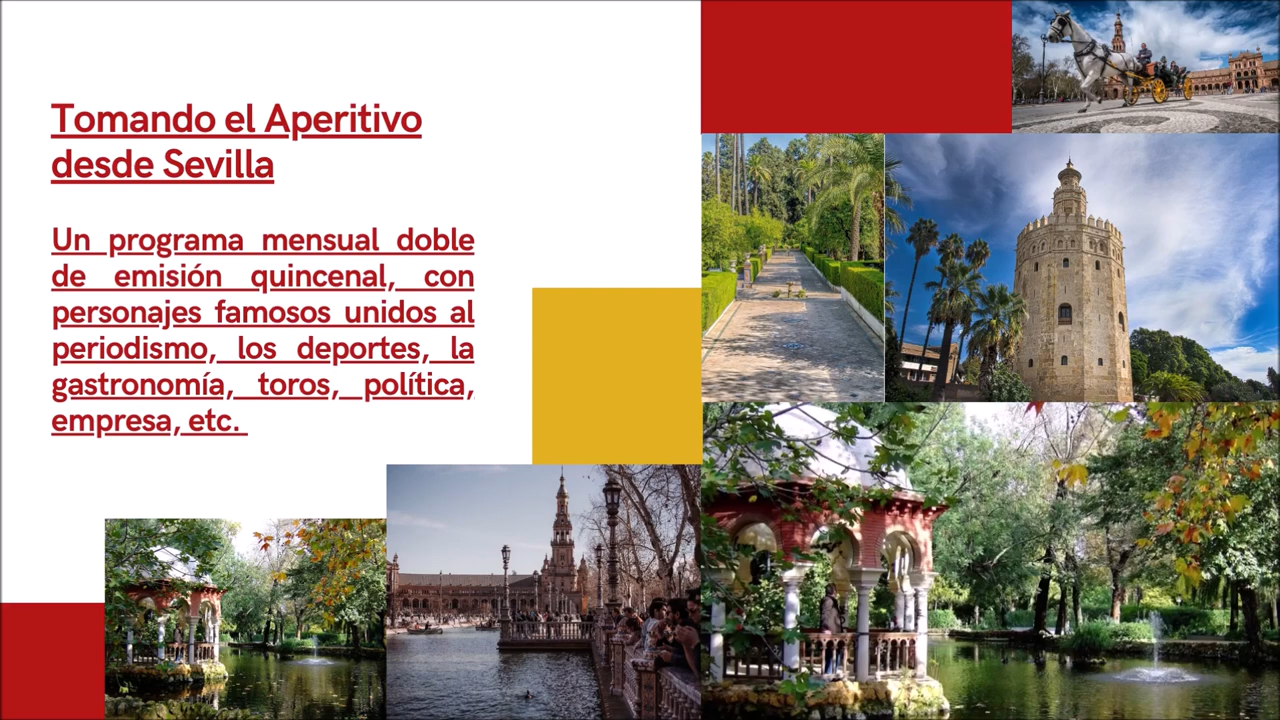 Tomando el Aperitivo
desde Sevilla
Un programa mensual doble
de emisión quincenal, con
personajes famosos unidos al
periodismo, los deportes, la
gastronomía, toros, política,
empresa, etc.